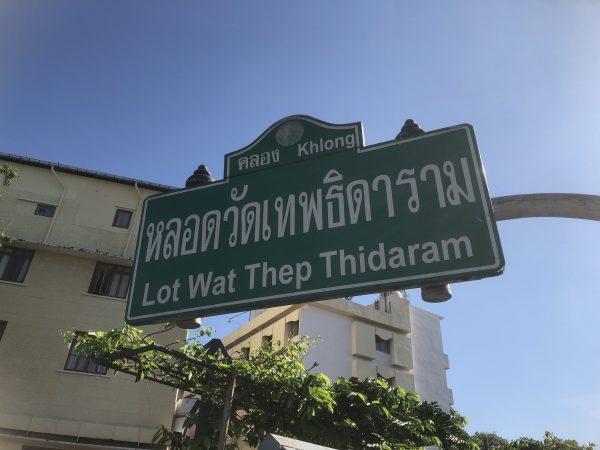 คลอง Khlong
หลอดวัดเทพธิดาราม
Lot Wat Thep Thidaram